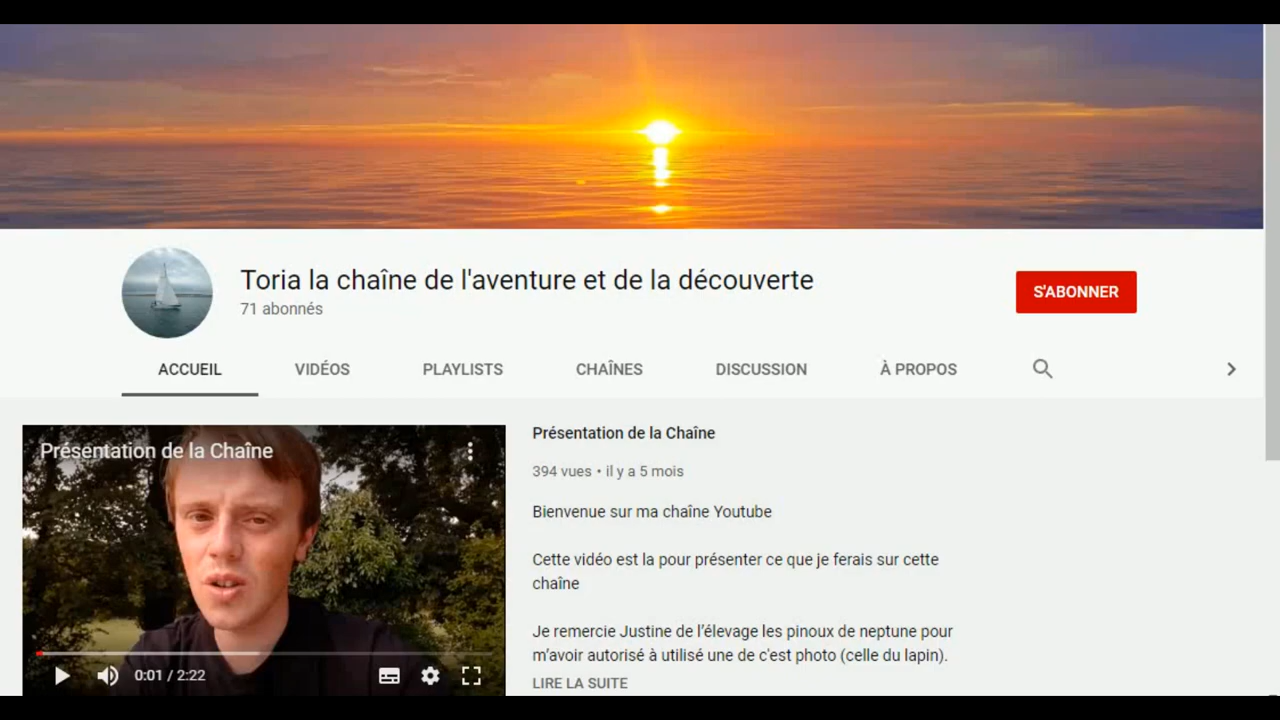 Toria la chaîne de l'aventure et de la découverte
71 abonnés
S'ABONNER
ACCUEIL
VIDÉOS
PLAYLISTS
CHAÎNES
DISCUSSION
À PROPOS
Présentation de la Chaîne
0:01 / 2:22
Présentation de la Chaîne
394 vues • il y a 5 mois
Bienvenue sur ma chaîne Youtube
Cette vidéo est la pour présenter ce que je ferais sur cette
chaîne
Je remercie Justine de l’élevage les pinoux de neptune pour
m’avoir autorisé à utilisé une de c'est photo (celle du lapin).
LIRE LA SUITE